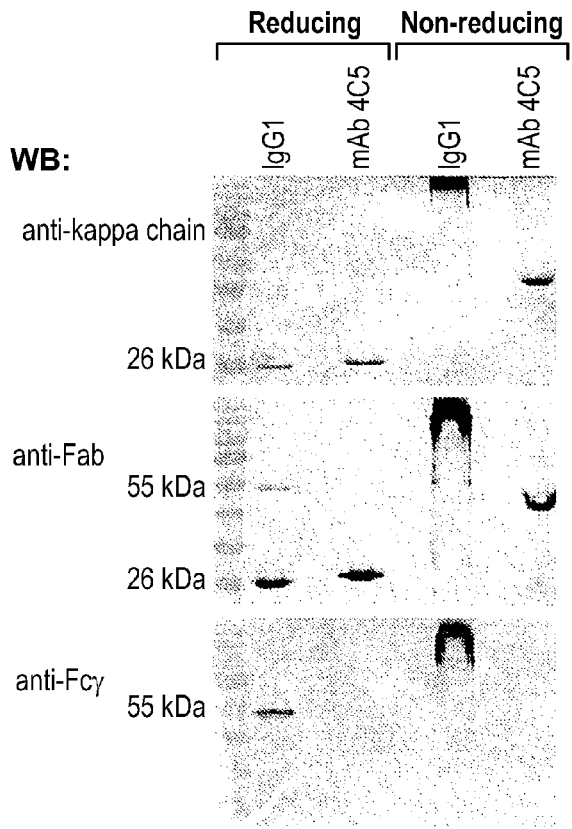 Reducing Non-reducing
IgG1 mAb 4C5 IgG1 mAb 4C5
WB:
anti-kappa chain
26 kDa
anti-Fab
55 kDa
26 kDa
anti-Fcγ
55 kDa